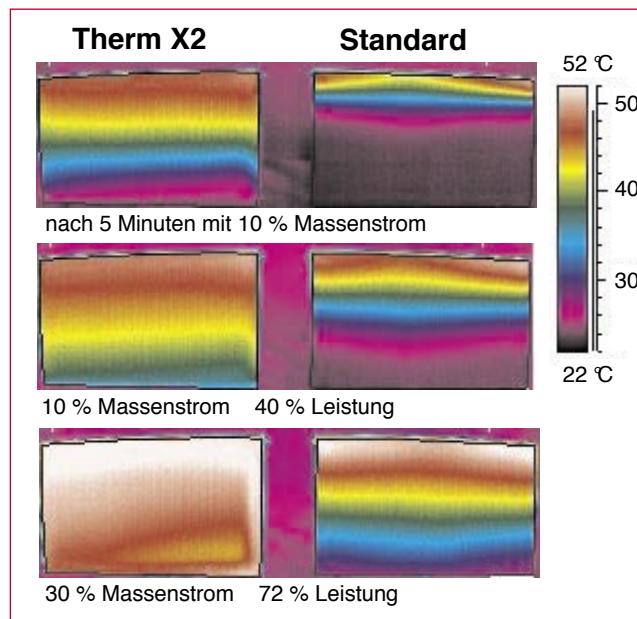 Therm X2 Standard
52 °C
50
40
30
22 °C
nach 5 Minuten mit 10 % Massenstrom
10 % Massenstrom 40 % Leistung
30 % Massenstrom 72 % Leistung